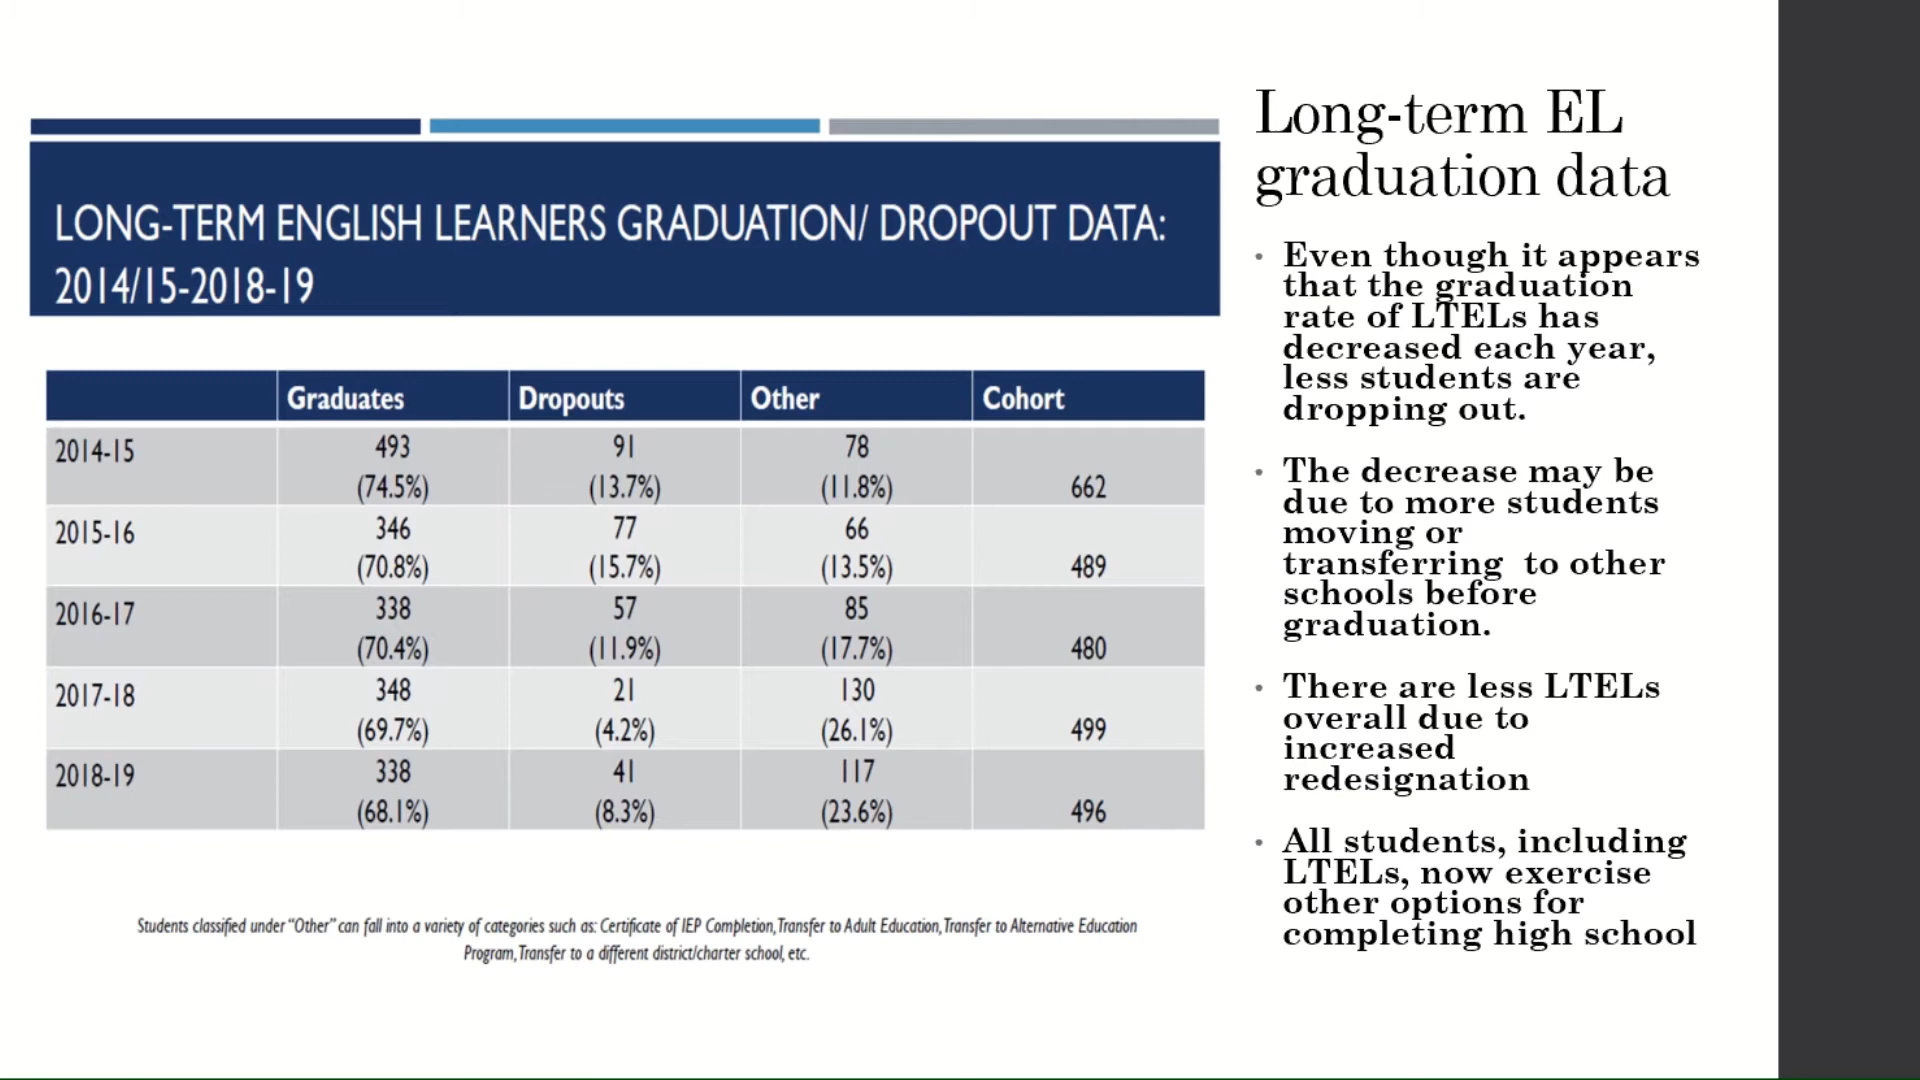 LONG-TERM ENGLISH LEARNERS GRADUATION/ DROPOUT DATA:
2014/15-2018-19
Graduates Dropouts Other Cohort
2014-15 493 91 78
(74.5%) (13.7%) (11.8%) 662
2015-16 346 77 66
(70.8%) (15.7%) (13.5%) 489
2016-17 338 57 85
(70.4%) (11.9%) (17.7%) 480
2017-18 348 21 130
(69.7%) (4.2%) (26.1%) 499
2018-19 338 41 117
(68.1%) (8.3%) (23.6%) 496
Students classified under "Other" can fall into a variety of categories such as: Certificate of IEP Completion, Transfer to Adult Education, Transfer to Alternative Education
Program, Transfer to a different district/charter school, etc.
Long-term EL
graduation data
• Even though it appears
that the graduation
rate of LTELs has
decreased each year,
less students are
dropping out.
• The decrease may be
due to more students
moving or
transferring to other
schools before
graduation.
• There are less LTELs
overall due to
increased
redesignation
• All students, including
LTELs, now exercise
other options for
completing high school